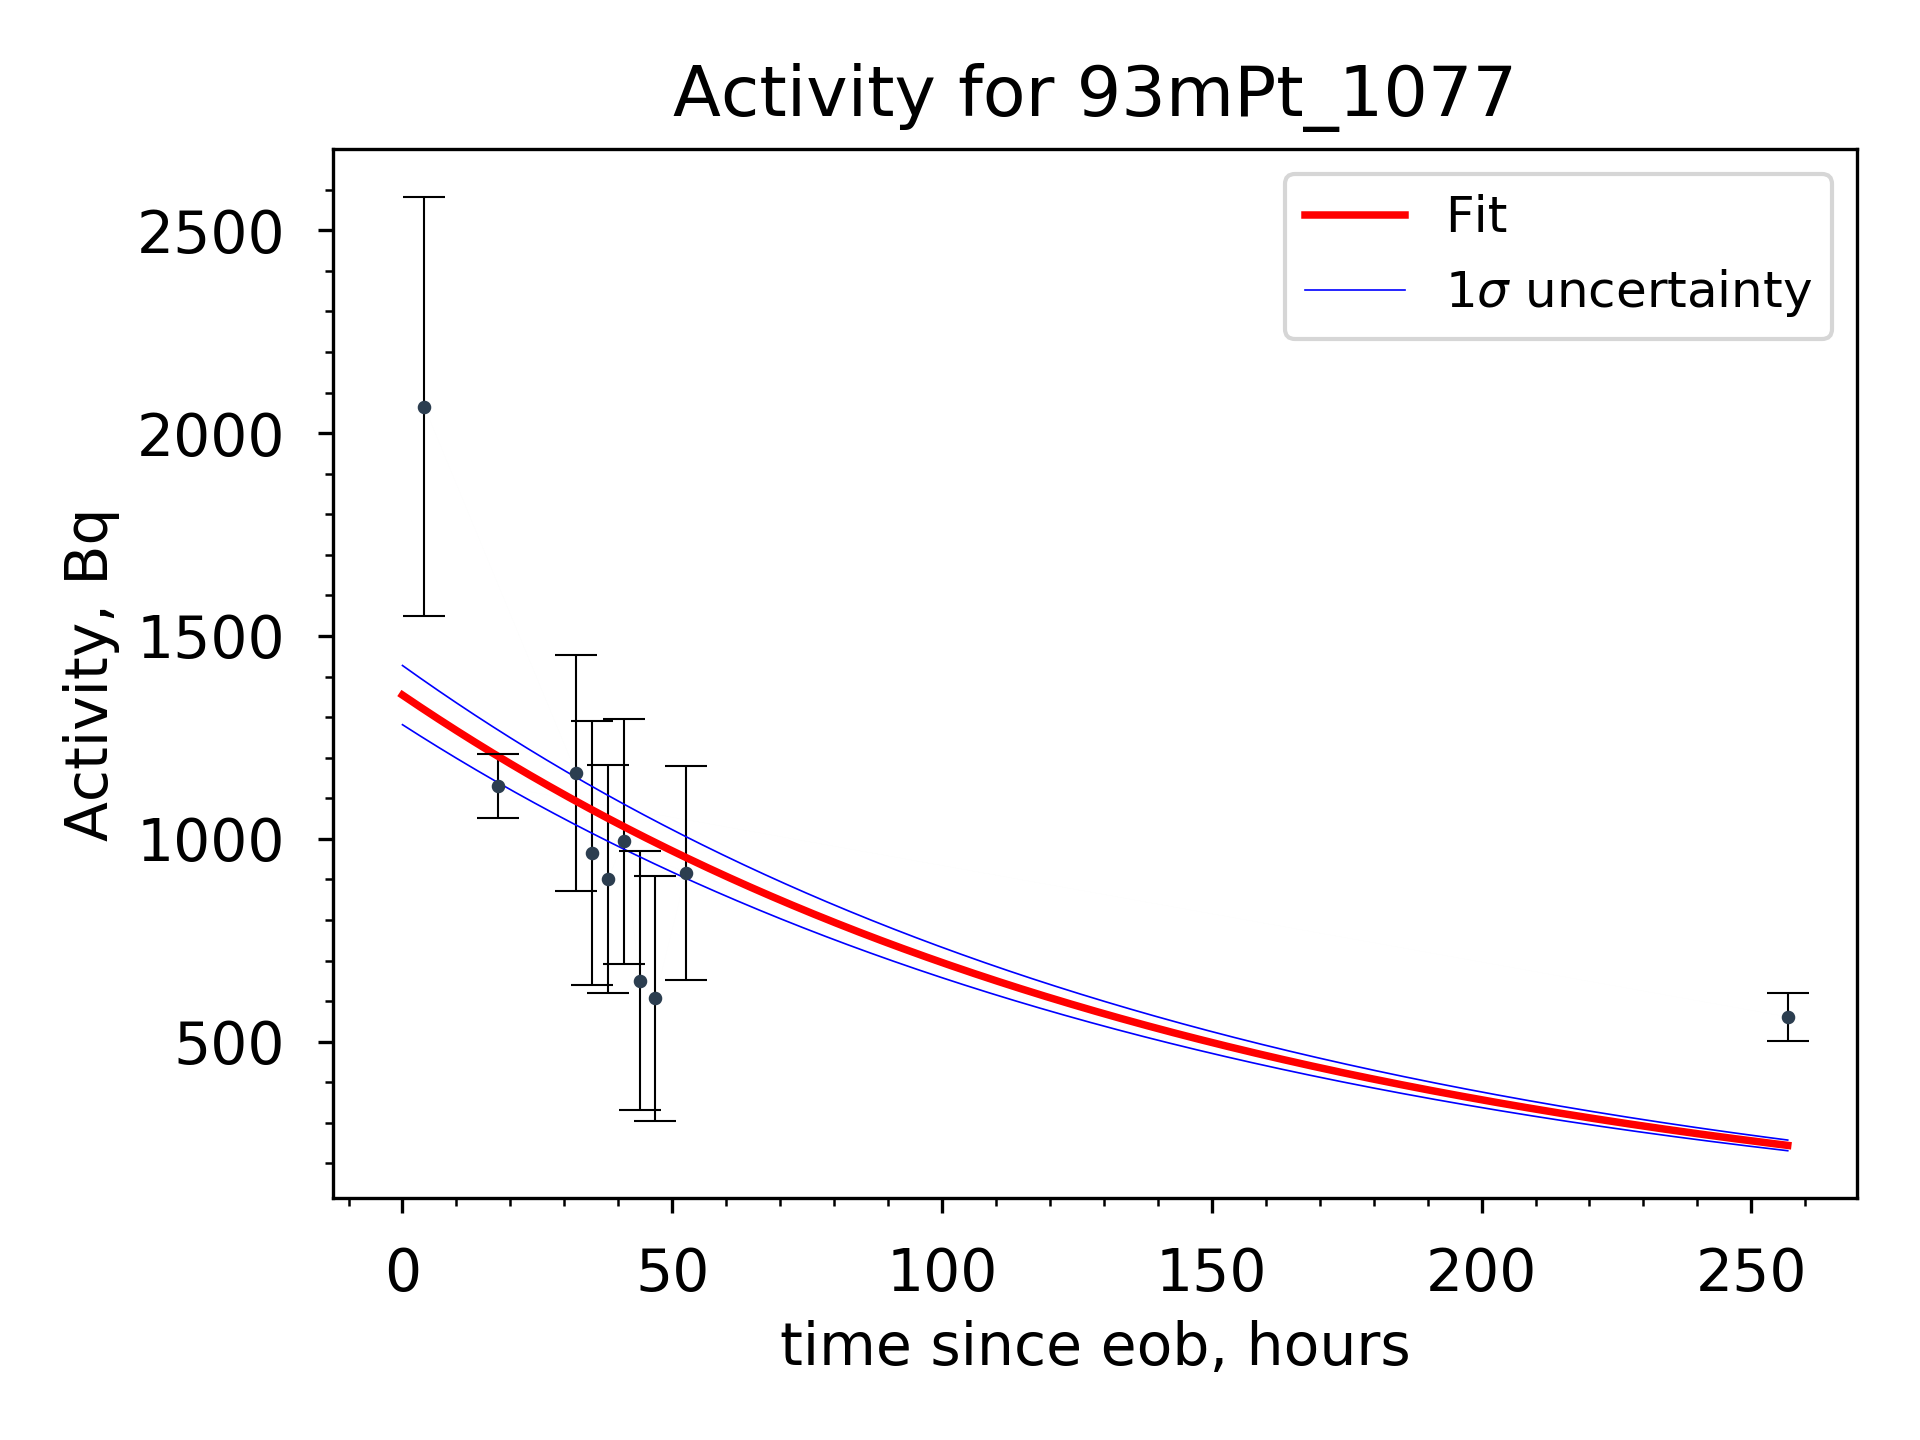 Activity for 93mPt_1077
Fit
1σ uncertainty
2500
2000
1500
1000
500
Activity, Bq
0 50 100 150 200 250
time since eob, hours